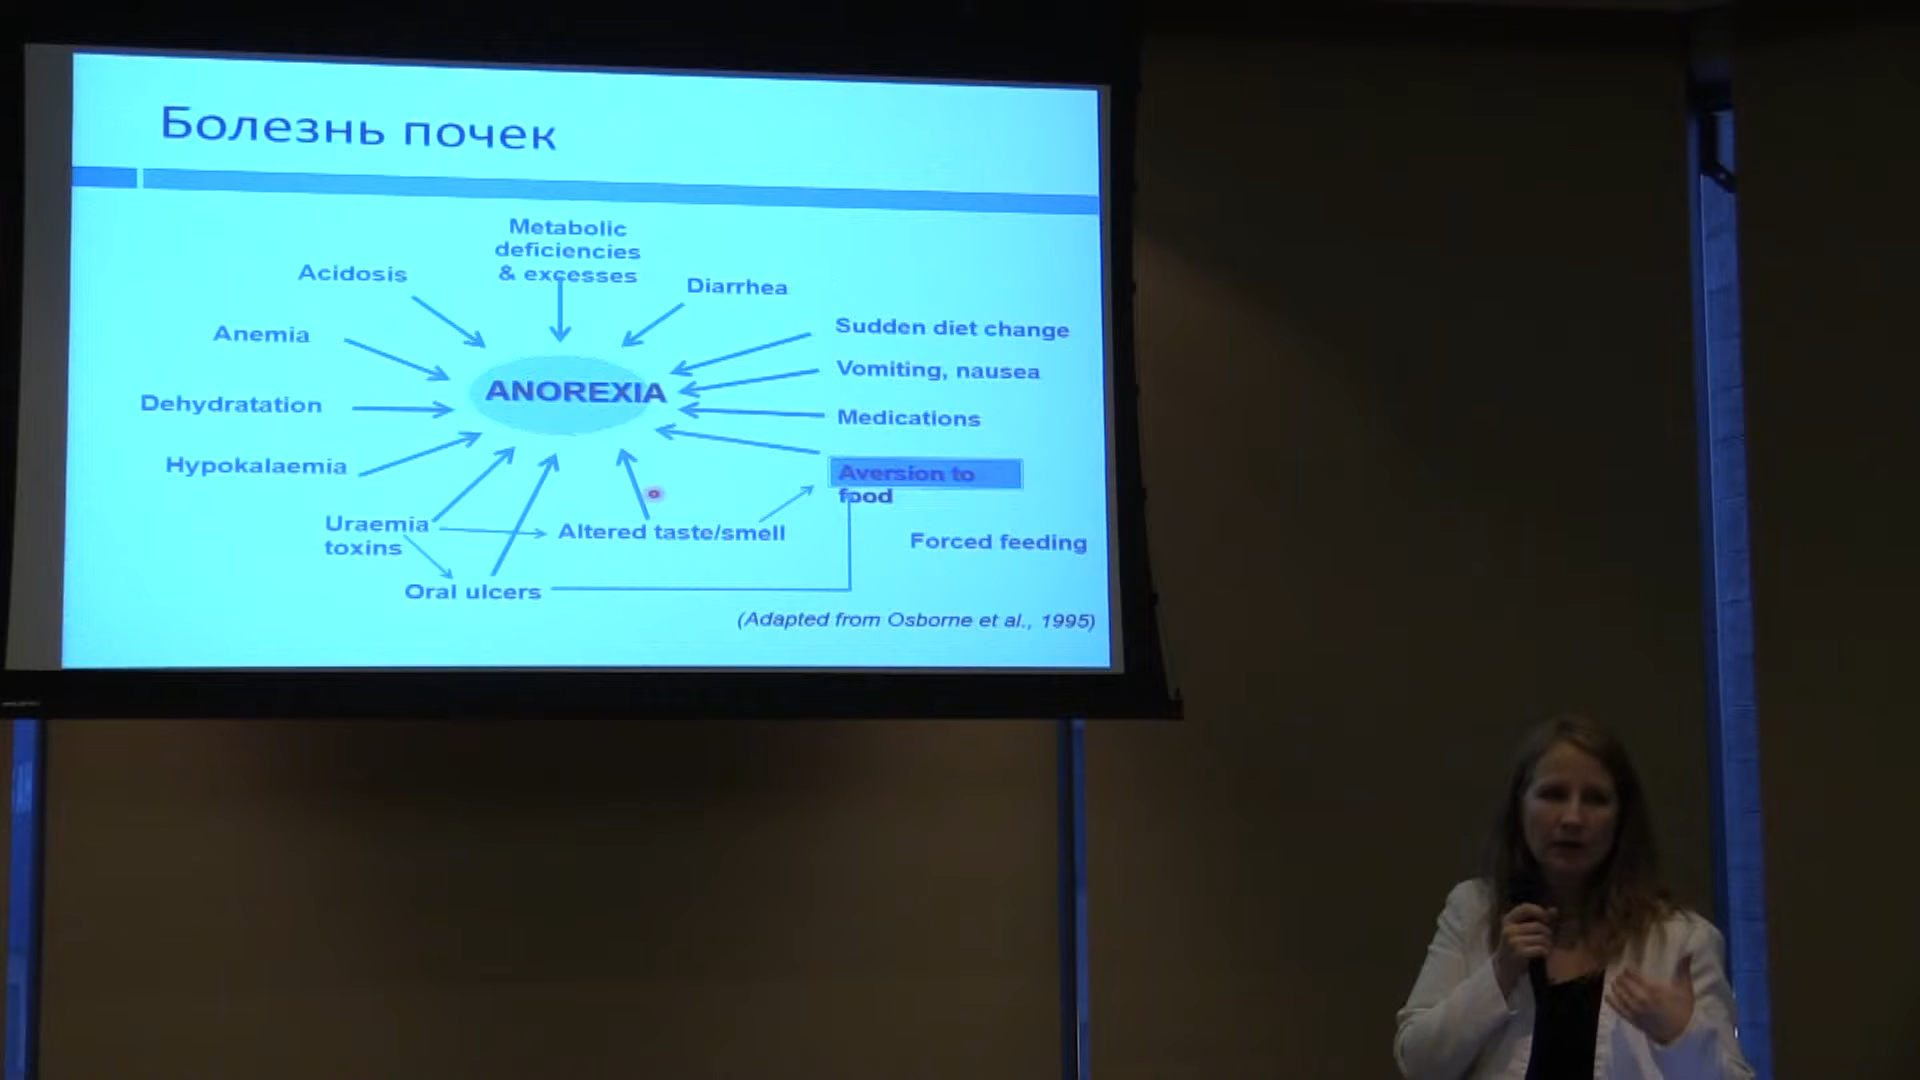 Болезнь почек
Metabolic
deficiencies
& excesses
Acidosis
Diarrhea
Anemia
Sudden diet change
Vomiting, nausea
ANOREXIA
Dehydratation
Medications
Hypokalaemia
Aversion to
food
Uraemia
toxins
Altered taste/smell
Forced feeding
Oral ulcers
(Adapted from Osborne et al., 1995)